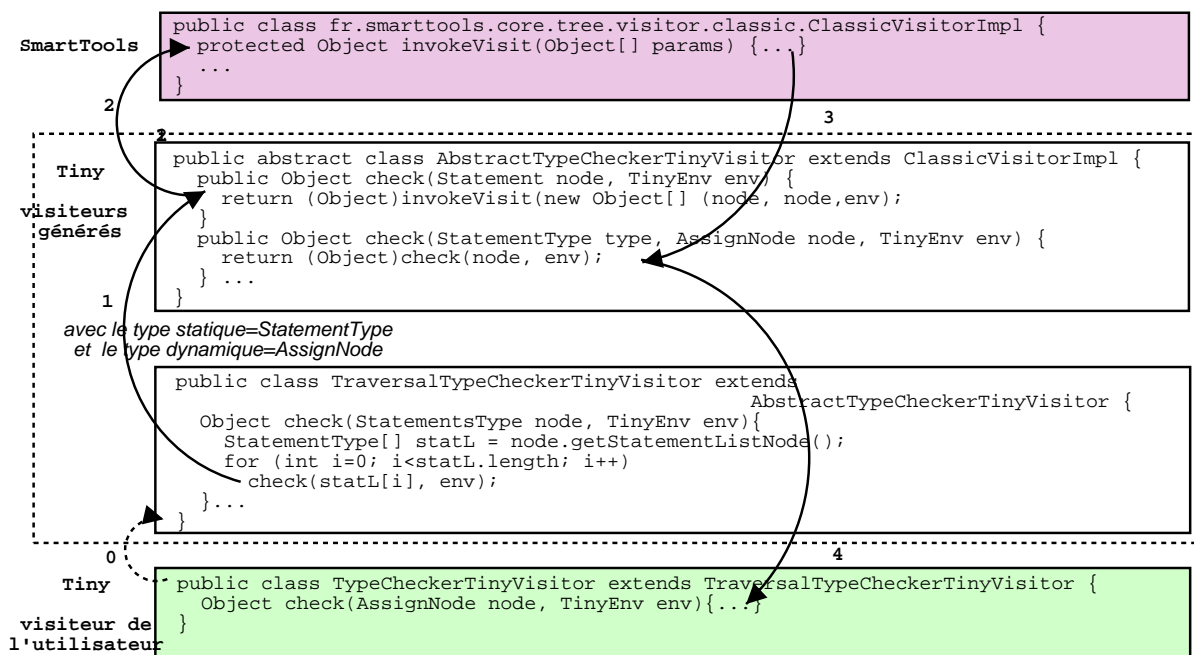 public class fr.smarttools.core.tree.visitor.classic.ClassicVisitorImpl {
SmartTools
protected Object invokeVisit(Object[] params) {...}
...
}
2
3
public abstract class AbstractTypeCheckerTinyVisitor extends ClassicVisitorImpl {
Tiny
public Object check(Statement node, TinyEnv env) {
return (Object)invokeVisit(new Object[] (node, node,env);
visiteurs
générés
}
public Object check(StatementType type, AssignNode node, TinyEnv env) {
return (Object)check(node, env);
} ...
1
}
avec le type statique=StatementType
et le type dynamique=AssignNode
public class TraversalTypeCheckerTinyVisitor extends
AbstractTypeCheckerTinyVisitor {
Object check(StatementsType node, TinyEnv env){
StatementType[] statL = node.getStatementListNode();
for (int i=0; i<statL.length; i++)
check(statL[i], env);
}...
}
0
4
Tiny
public class TypeCheckerTinyVisitor extends TraversalTypeCheckerTinyVisitor {
Object check(AssignNode node, TinyEnv env){...}
visiteur de
l'utilisateur
}